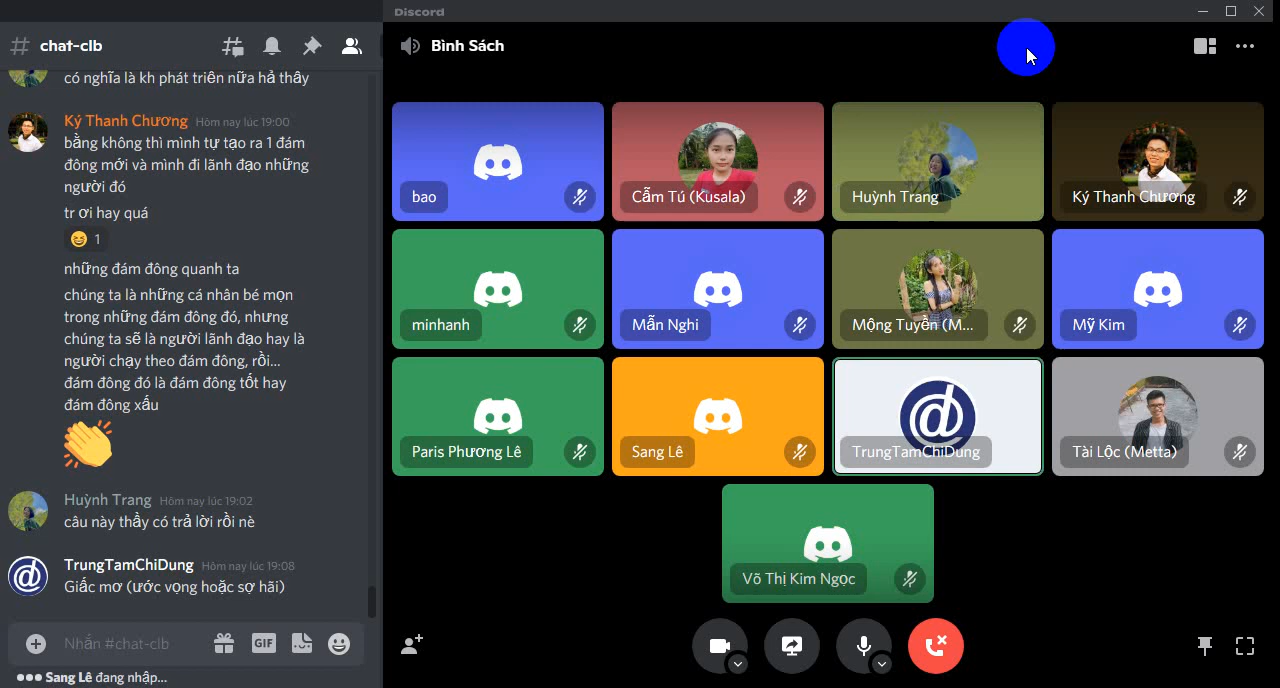 Discord
chat-clb
Bình Sách
có nghĩa là kh phát triên nữa hả thầy
Ký Thanh Chương Hôm nay lúc 19:00
bằng không thì mình tự tạo ra 1 đám
đông mới và mình đi lãnh đạo những
người đó
tr ơi hay quá
1
những đám đông quanh ta
chúng ta là những cá nhân bé mọn
trong những đám đông đó, nhưng
chúng ta sẽ là người lãnh đạo hay là
người chạy theo đám đông, rồi...
đám đông đó là đám đông tốt hay
đám đông xấu
Huỳnh Trang Hôm nay lúc 19:02
câu này thầy có trả lời rồi nè
TrungTamChiDung Hôm nay lúc 19:08
Giấc mơ (ước vọng hoặc sợ hãi)
Nhắn #chat-clb
GIF
Sang Lê đang nhập...
bao
Cẩm Tú (Kusala)
Huỳnh Trang
Ký Thanh Chương
minhanh
Mẫn Nghi
Mộng Tuyền (M...
Mỹ Kim
Paris Phương Lê
Sang Lê
TrungTamChiDung
Tài Lộc (Metta)
Võ Thị Kim Ngọc